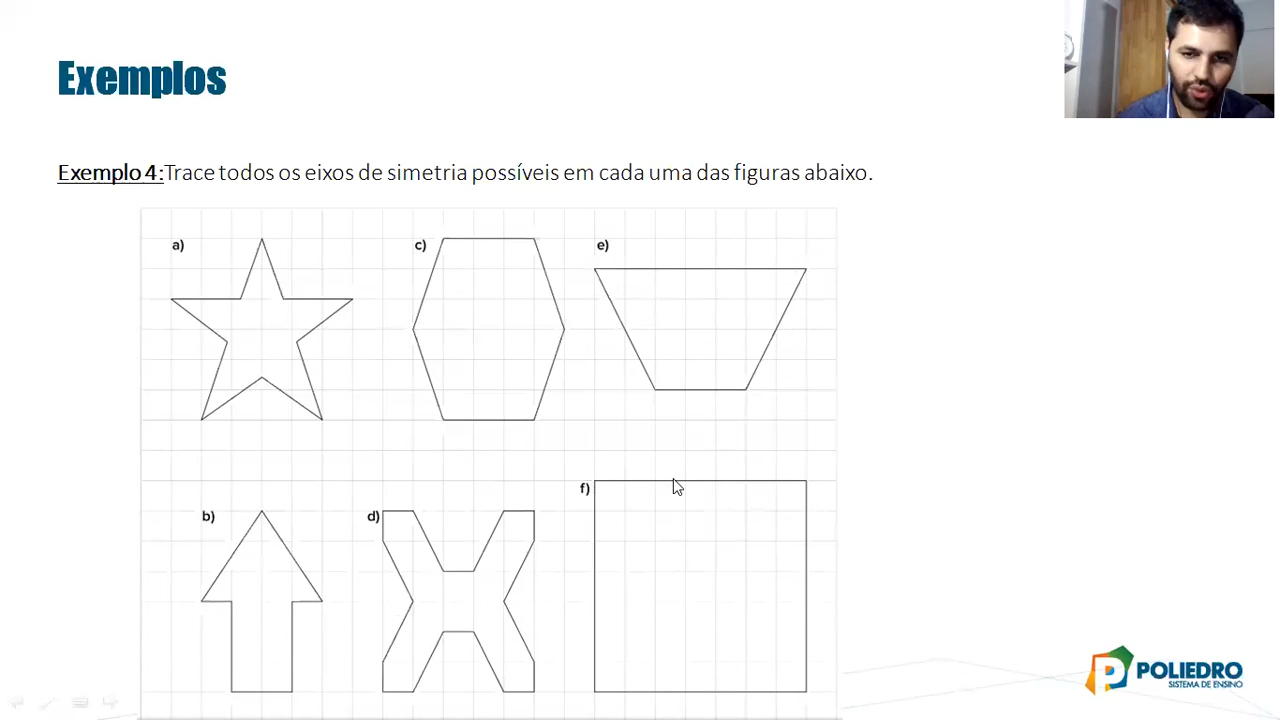 Exemplos
Exemplo 4:Trace todos os eixos de simetria possíveis em cada uma das figuras abaixo.
a)
c)
e)
b)
d)
f)
POLIEDRO
SISTEMA DE ENSINO